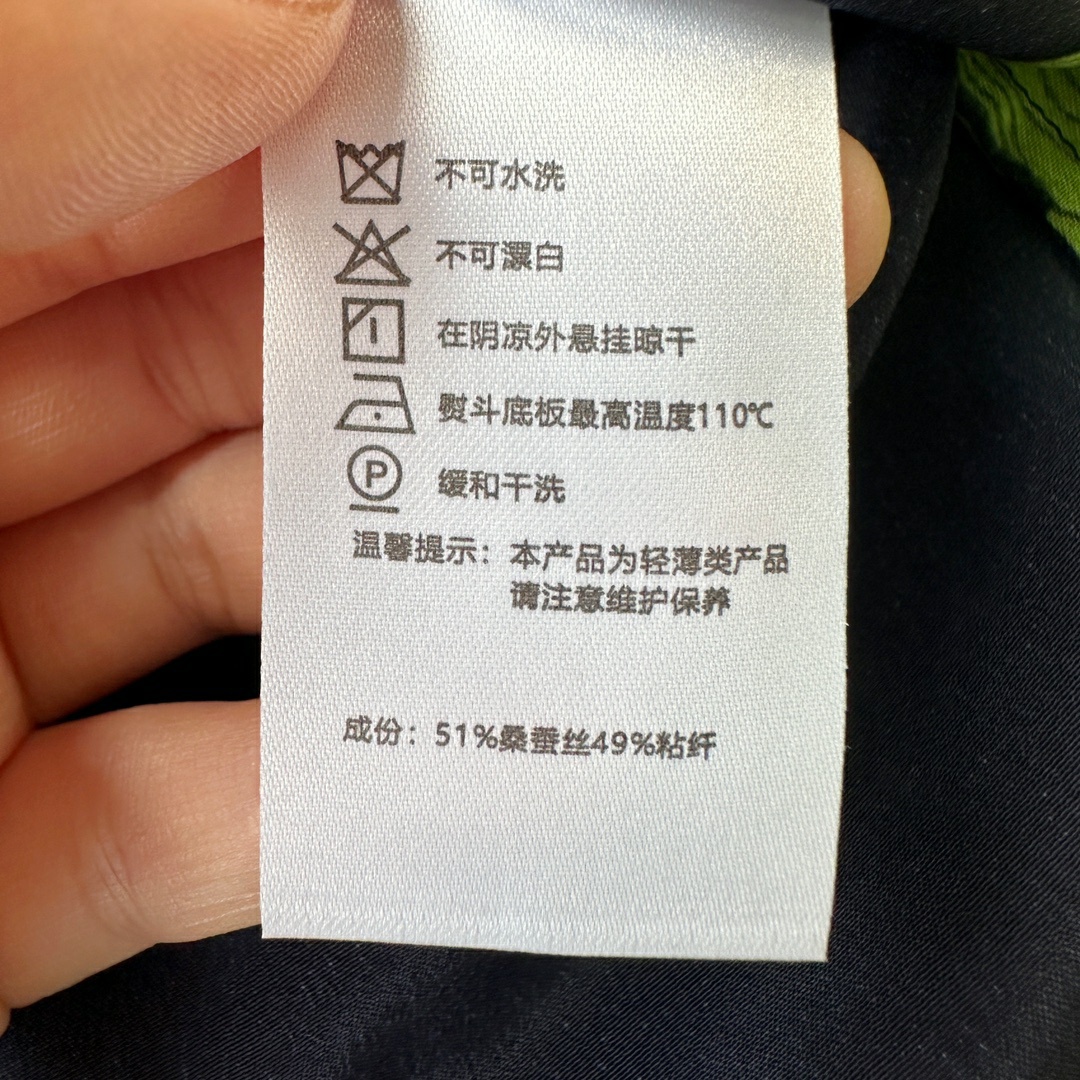 不可水洗
不可漂白
在阴凉外悬挂晾干
熨斗底板最高温度110℃
P
缓和干洗
温馨提示：本产品为轻薄类产品
请注意维护保养
成份：51%桑蚕丝49%粘纤